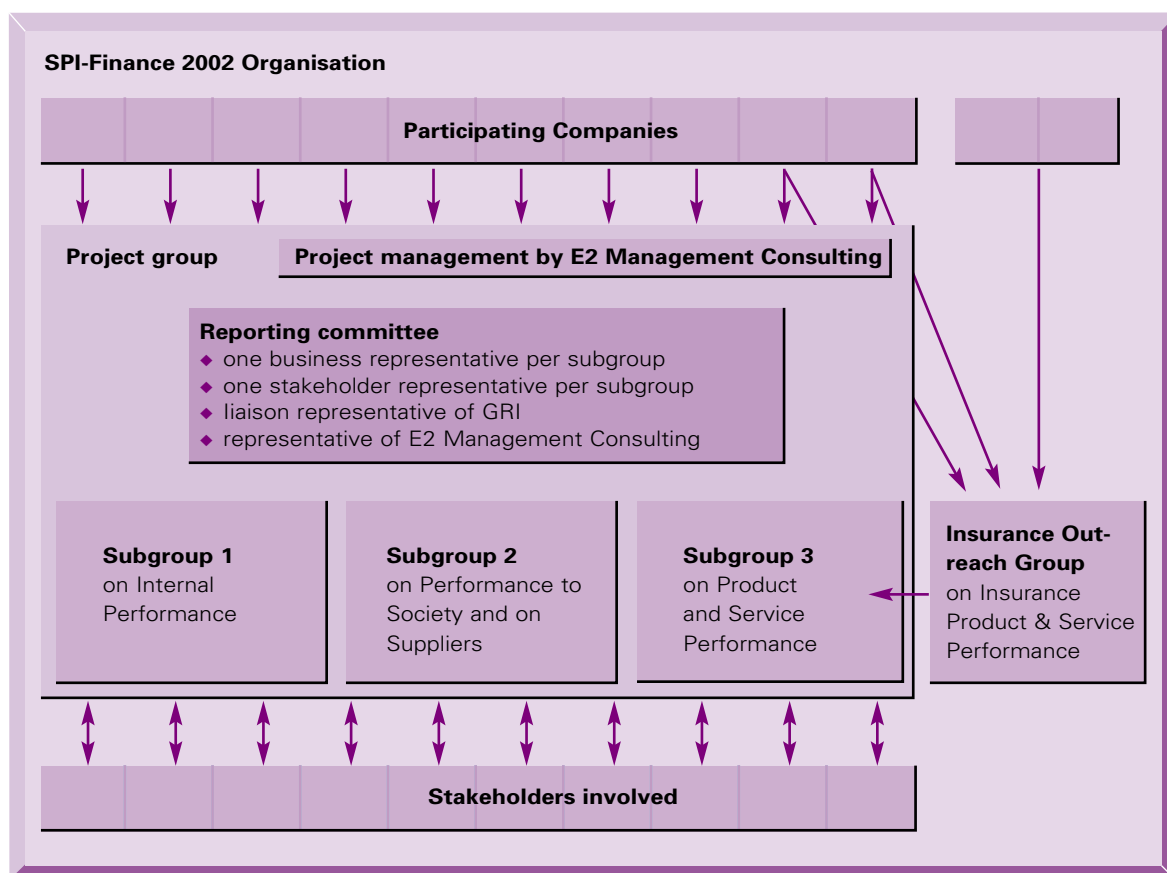 SPI-Finance 2002 Organisation
Participating Companies
Project group
Project management by E2 Management Consulting
Reporting committee
◆ one business representative per subgroup
◆ one stakeholder representative per subgroup
◆ liaison representative of GRI
◆ representative of E2 Management Consulting
Subgroup 1
on Internal
Performance
Subgroup 2
on Performance to
Society and on
Suppliers
Subgroup 3
on Product
and Service
Performance
Insurance Out-
reach Group
on Insurance
Product & Service
Performance
Stakeholders involved